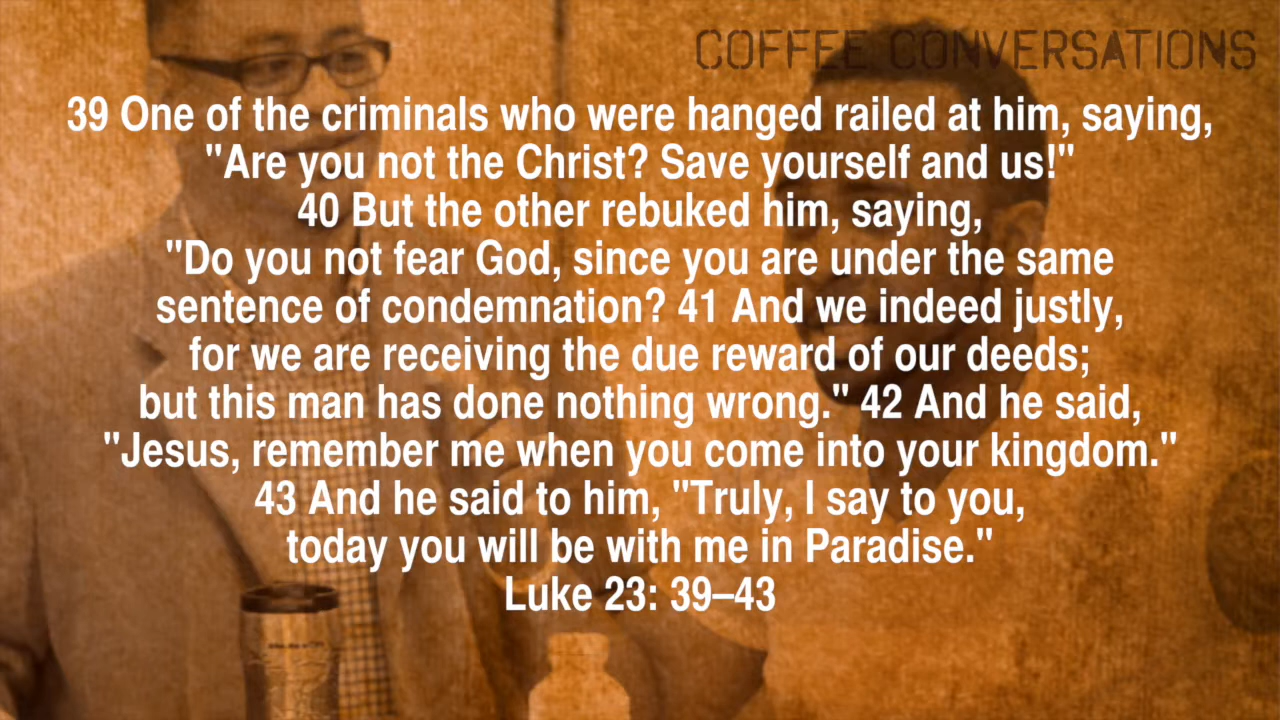 COFFEE CONVERSATIONS
39 One of the criminals who were hanged railed at him, saying,
"Are you not the Christ? Save yourself and us!"
40 But the other rebuked him, saying,
"Do you not fear God, since you are under the same
sentence of condemnation? 41 And we indeed justly,
for we are receiving the due reward of our deeds;
but this man has done nothing wrong." 42 And he said,
"Jesus, remember me when you come into your kingdom."
43 And he said to him, "Truly, I say to you,
today you will be with me in Paradise."
Luke 23: 39–43